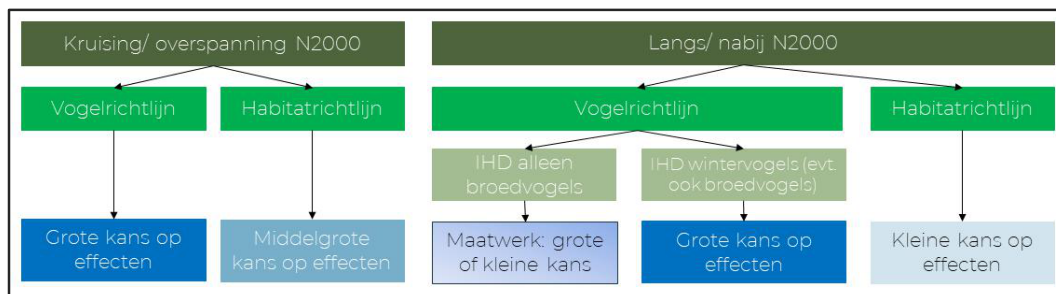 Kruising/ overspanning N2000
Langs/ nabij N2000
Vogelrichtlijn
Habitatrichtlijn
Vogelrichtlijn
Habitatrichtlijn
IHD alleen
broedvogels
IHD wintervogels (evt.
ook broedvogels)
Grote kans op
effecten
Middelgrote
kans op effecten
Maatwerk: grote
of kleine kans
Grote kans op
effecten
Kleine kans op
effecten